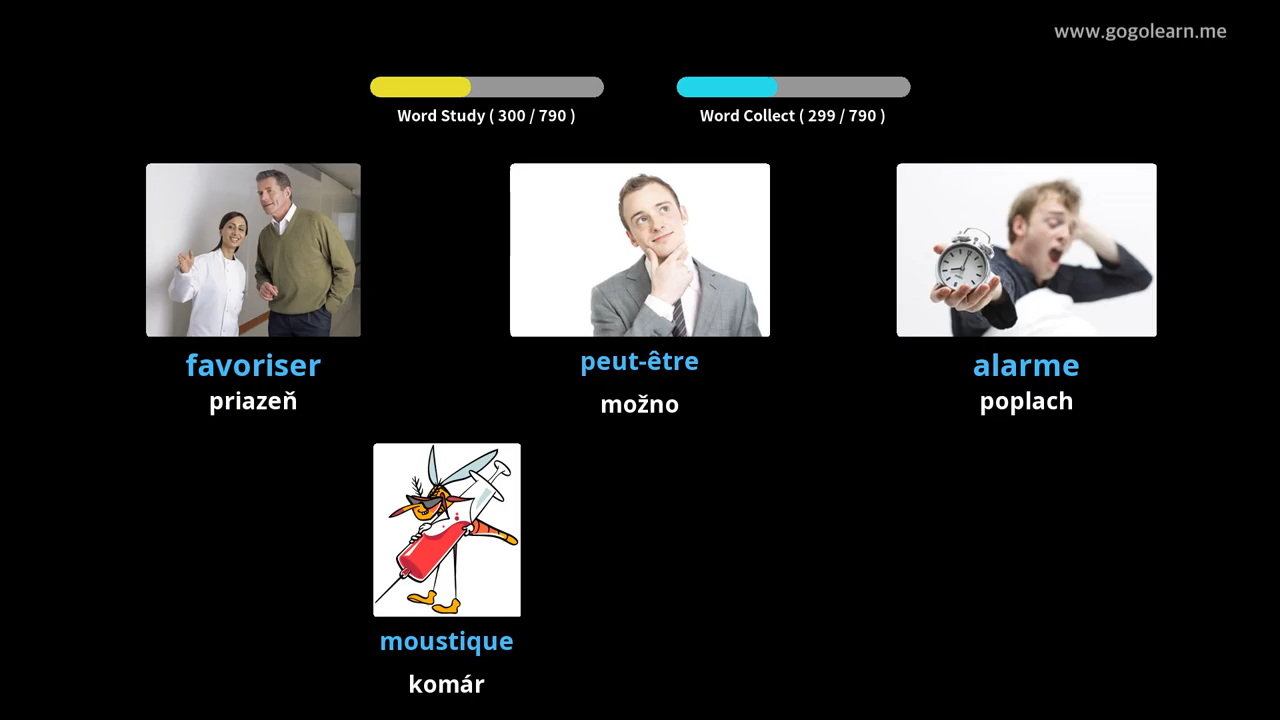 www.gogolearn.me
Word Study ( 300 / 790 )
Word Collect ( 299 / 790 )
favoriser
priazeň
peut-être
možno
alarme
poplach
moustique
komár